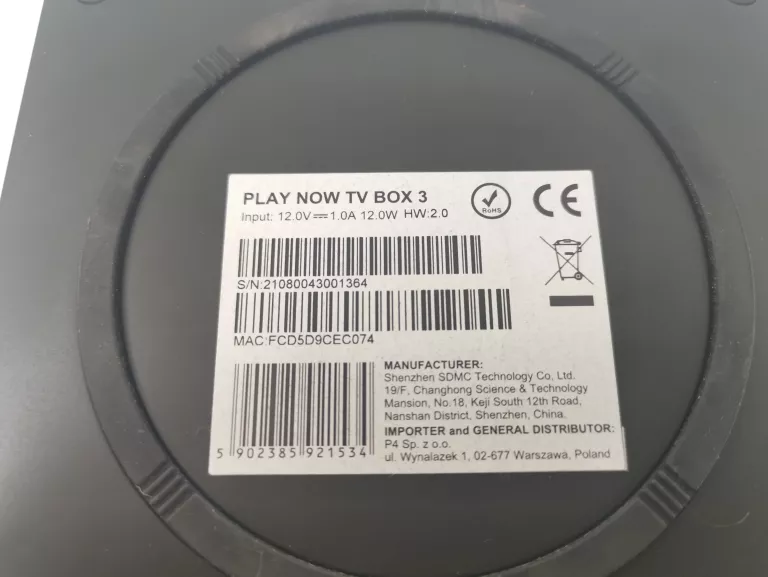 PLAY NOW TV BOX 3
Input: 12.0V⎓1.0A 12.0W HW:2.0
RoHS
CE
S/N:21080043001364
MAC:FCD5D9CEC074
5 902385 921534
MANUFACTURER:
Shenzhen SDMC Technology Co, Ltd.
19/F, Changhong Science & Technology
Mansion, No.18, Keji South 12th Road,
Nanshan District, Shenzhen, China.
IMPORTER and GENERAL DISTRIBUTOR:
P4 Sp. z o.o.
ul. Wynalazek 1, 02-677 Warszawa, Poland